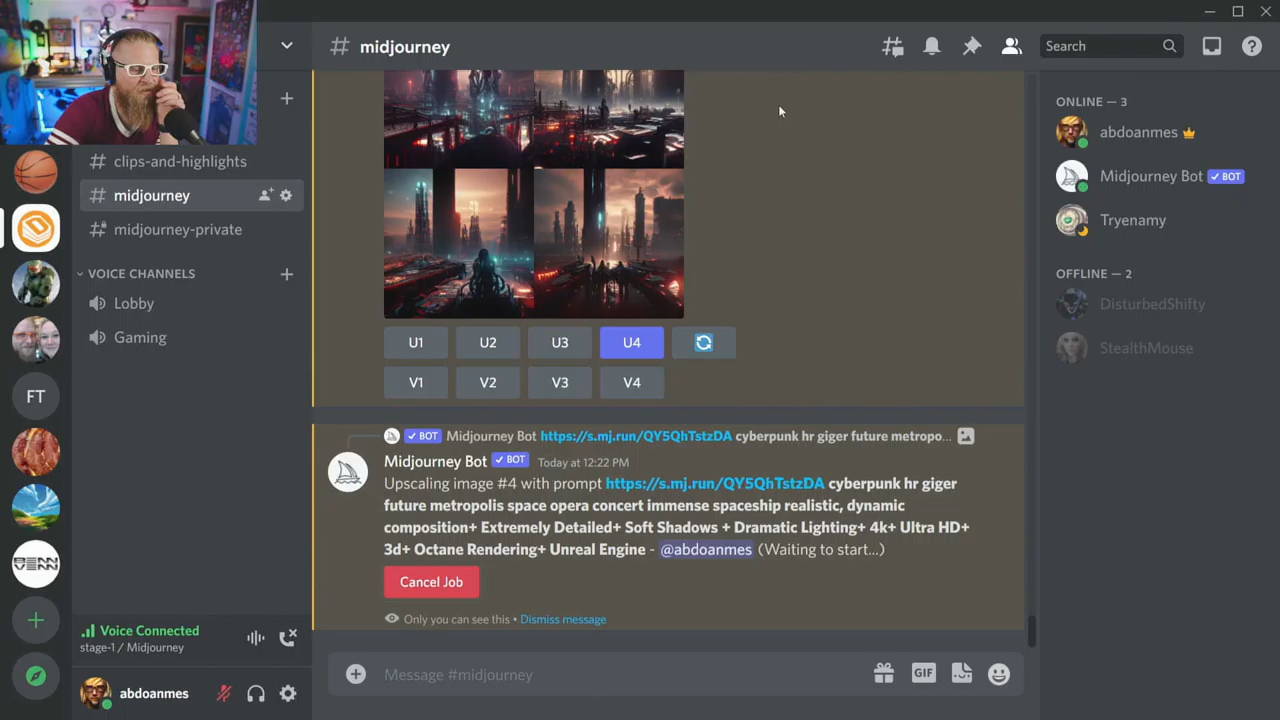 # midjourney
Search
# clips-and-highlights
# midjourney
# midjourney-private
VOICE CHANNELS
Lobby
Gaming
FT
BENN
VENN
Voice Connected
stage-1 / Midjourney
abdoanmes
U1 U2 U3 U4
V1 V2 V3 V4
BOT Midjourney Bot https://s.mj.run/QY5QhTstzDA cyberpunk hr giger future metropo...
Midjourney Bot BOT Today at 12:22 PM
Upscaling image #4 with prompt https://s.mj.run/QY5QhTstzDA cyberpunk hr giger
future metropolis space opera concert immense spaceship realistic, dynamic
composition+ Extremely Detailed+ Soft Shadows + Dramatic Lighting+ 4k+ Ultra HD+
3d+ Octane Rendering+ Unreal Engine - @abdoanmes (Waiting to start...)
Cancel Job
Only you can see this • Dismiss message
Message #midjourney
GIF
ONLINE — 3
abdoanmes
Midjourney Bot BOT
Tryenamy
OFFLINE — 2
DisturbedShifty
StealthMouse